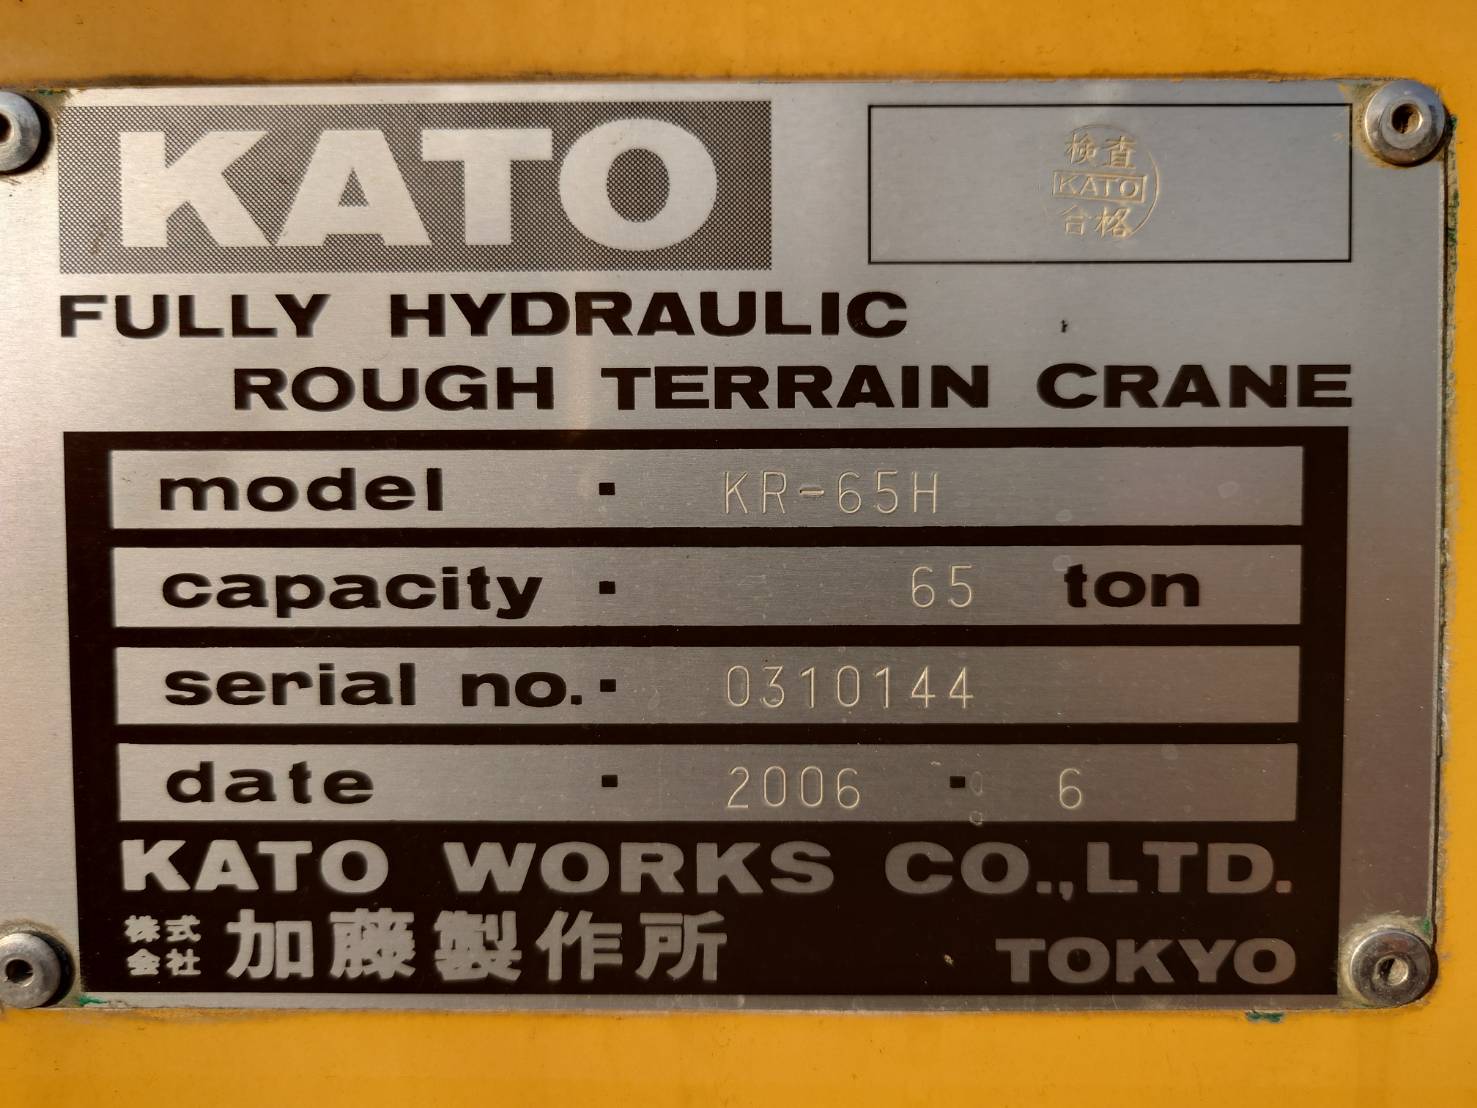 KATO
検査
KATO
合格
FULLY HYDRAULIC
ROUGH TERRAIN CRANE
model ・ KR-65H
capacity ・ 65 ton
serial no.・ 0310144
date ・ 2006 ・ 6
KATO WORKS CO.,LTD.
株式会社 加藤製作所 TOKYO